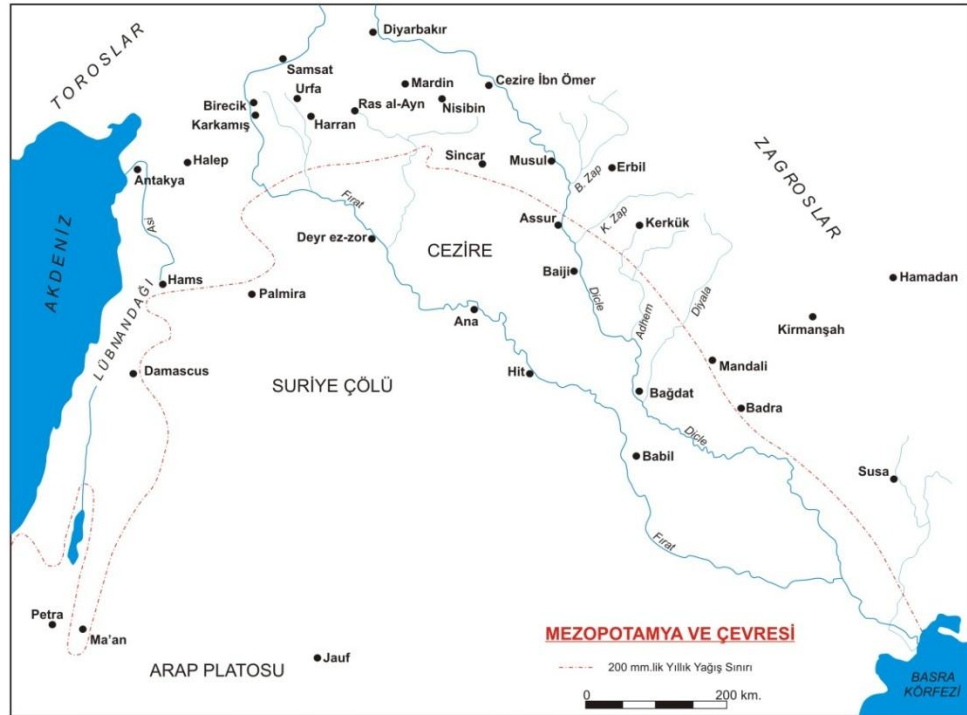 Diyarbakır
TOROSLAR
Samsat
Urfa
Mardin
Cezire İbn Ömer
Birecik
Karkamış
Harran
Ras al-Ayn
Nisibin
ZAGROSLAR
Halep
Antakya
Sincar
Musul
B. Zap
Erbil
Asi
Fırat
Assur
K. Zap
Kerkük
AKDENİZ
Deyr ez-zor
CEZİRE
Baiji
Hams
Palmira
Dicle
Adhem
Diyala
Hamadan
LÜBNANDAĞI
Ana
Kirmanşah
Damascus
SURİYE ÇÖLÜ
Hit
Mandali
Bağdat
Badra
Dicle
Babil
Susa
Fırat
Petra
Ma'an
MEZOPOTAMYA VE ÇEVRESİ
ARAP PLATOSU
Jauf
200 mm.lik Yıllık Yağış Sınırı
0 200 km.
BASRA
KÖRFEZİ